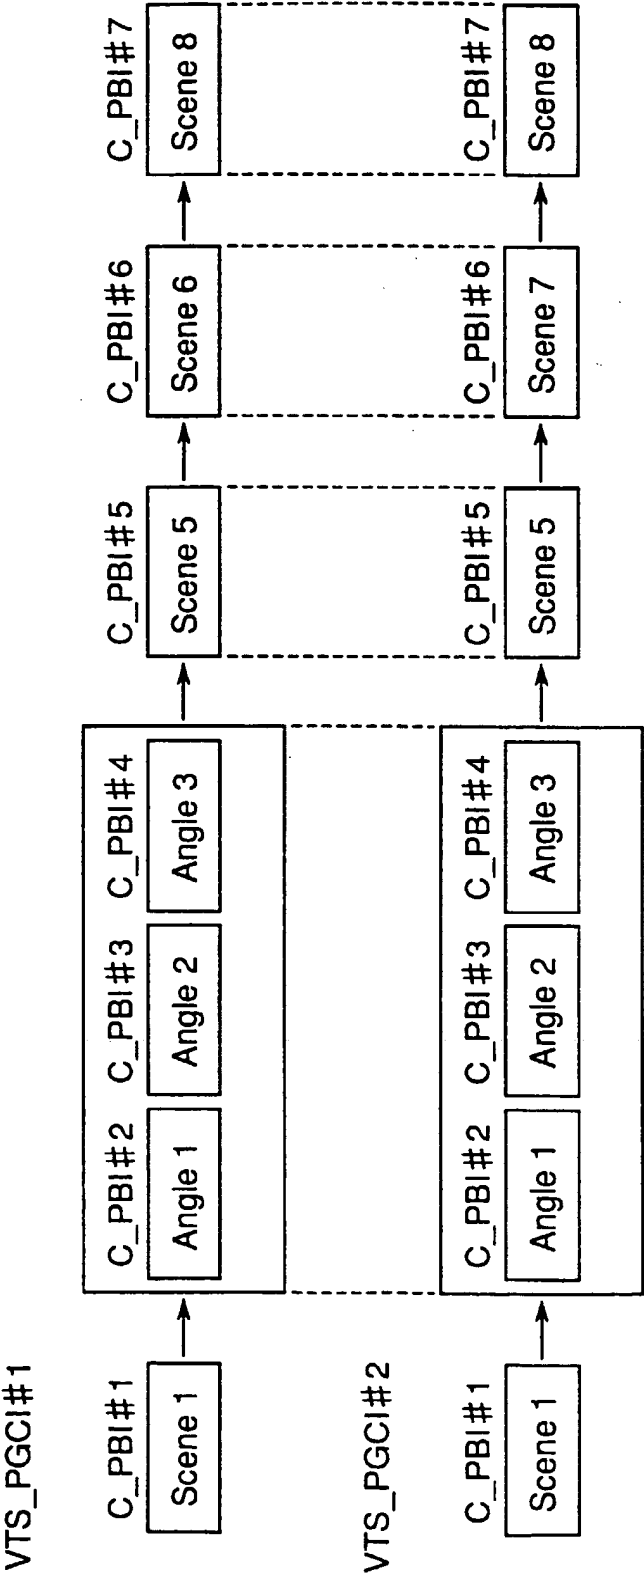 VTS_PGCI#1
C_PBI#1
Scene 1
C_PBI#2
Angle 1
C_PBI#3
Angle 2
C_PBI#4
Angle 3
C_PBI#5
Scene 5
C_PBI#6
Scene 6
C_PBI#7
Scene 8
VTS_PGCI#2
C_PBI#1
Scene 1
C_PBI#2
Angle 1
C_PBI#3
Angle 2
C_PBI#4
Angle 3
C_PBI#5
Scene 5
C_PBI#6
Scene 7
C_PBI#7
Scene 8